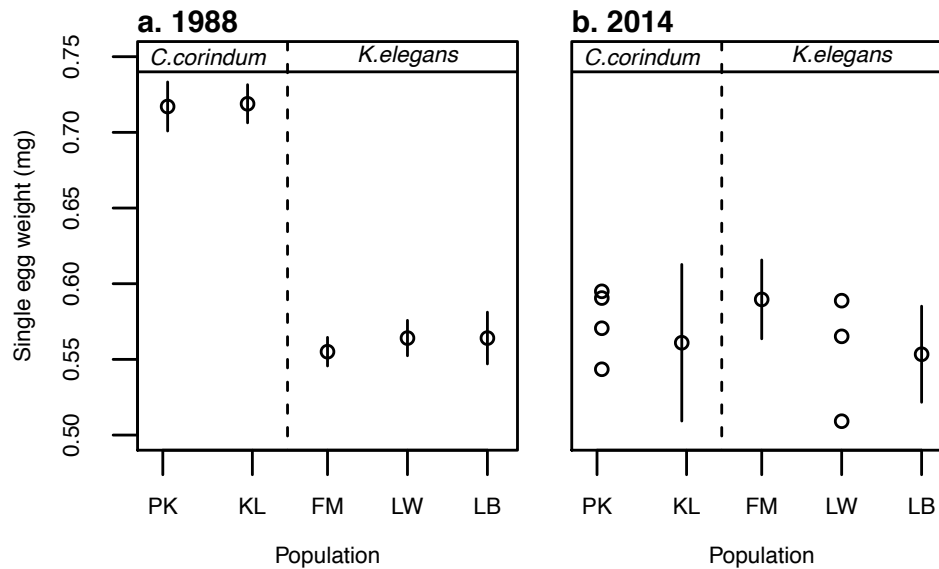 a. 1988
b. 2014
C.corindum
K.elegans
C.corindum
K.elegans
Single egg weight (mg)
0.75
0.70
0.65
0.60
0.55
0.50
PK
KL
FM
LW
LB
PK
KL
FM
LW
LB
Population
Population